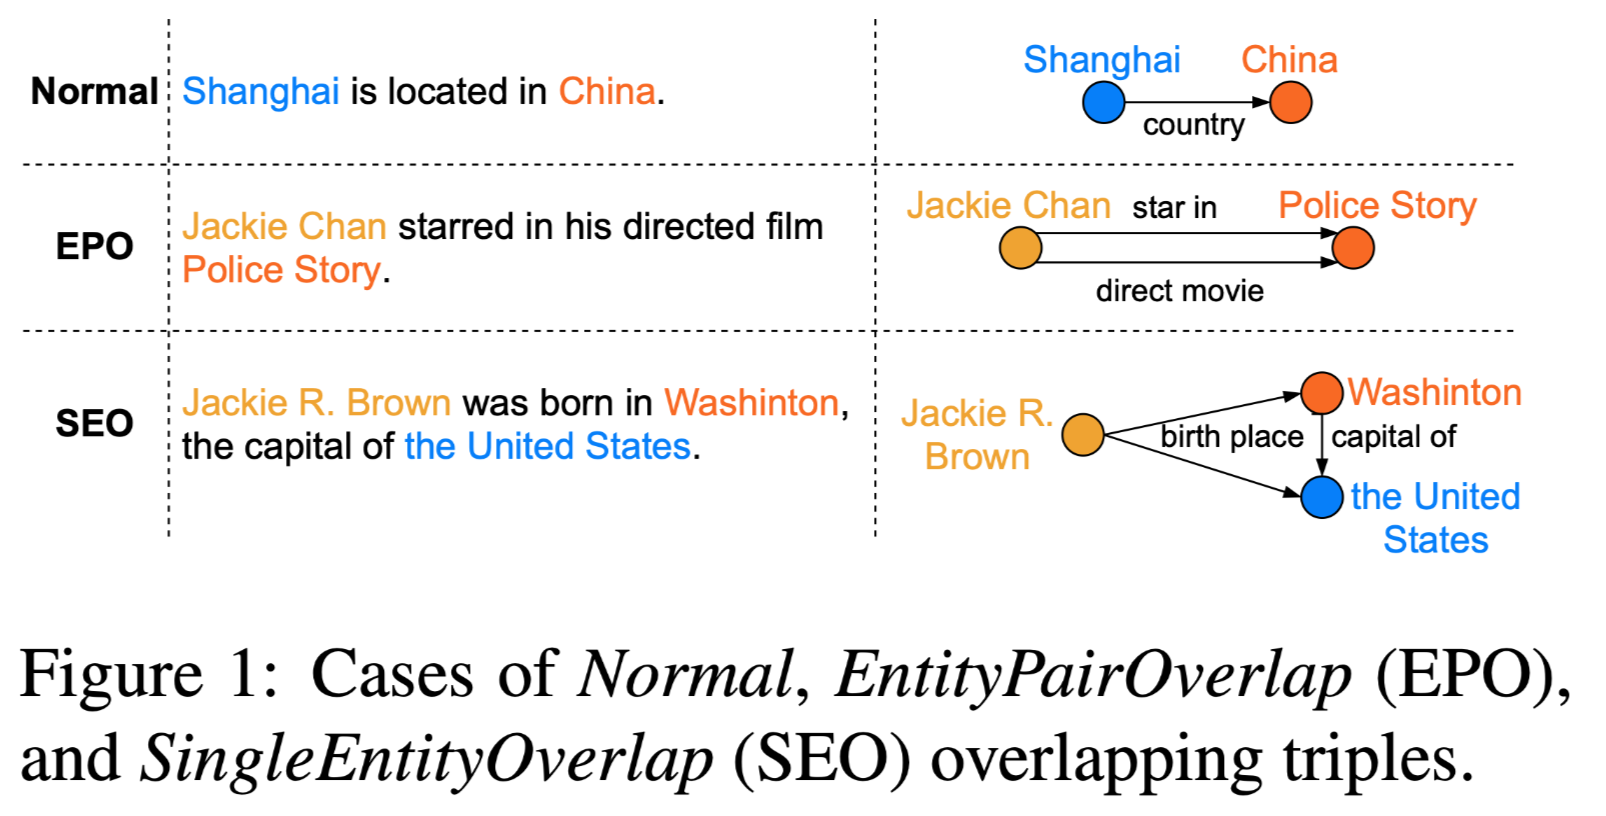 Normal
Shanghai is located in China.
Shanghai
China
country
EPO
Jackie Chan starred in his directed film
Police Story.
Jackie Chan
star in
Police Story
direct movie
SEO
Jackie R. Brown was born in Washinton,
the capital of the United States.
Jackie R.
Brown
birth place
Washinton
capital of
the United
States
Figure 1: Cases of Normal, EntityPairOverlap (EPO),
and SingleEntityOverlap (SEO) overlapping triples.